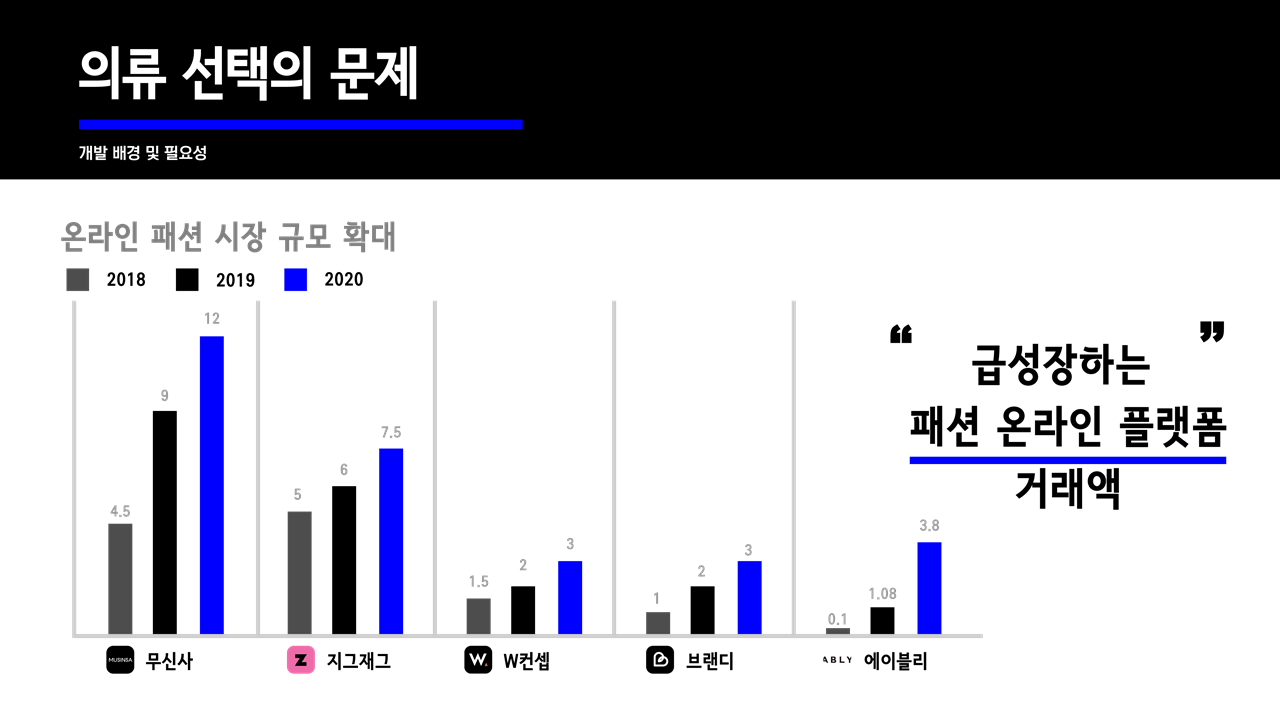 의류 선택의 문제
개발 배경 및 필요성
온라인 패션 시장 규모 확대
2018 2019 2020
4.5 9 12
5 6 7.5
1.5 2 3
1 2 3
0.1 1.08 3.8
MUSINSA 무신사
Z 지그재그
W. W컨셉
브랜디
ABLY 에이블리
“ 급성장하는 ”
패션 온라인 플랫폼
거래액